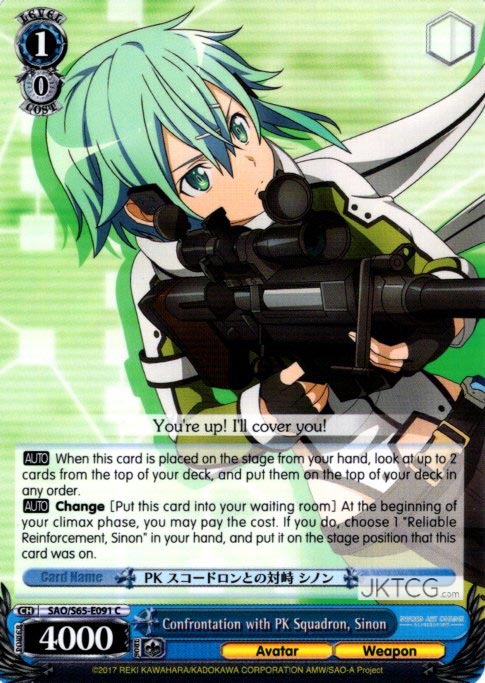 LEVEL
1
0
COST
You're up! I'll cover you!
AUTO When this card is placed on the stage from your hand, look at up to 2
cards from the top of your deck, and put them on the top of your deck in
any order.
AUTO Change [Put this card into your waiting room] At the beginning of
your climax phase, you may pay the cost. If you do, choose 1 "Reliable
Reinforcement, Sinon" in your hand, and put it on the stage position that this
card was on.
Card Name PK スコードロンとの対峙 シノン
JKTCG.com
CH SAO/S65-E091 C
POWER 4000
Confrontation with PK Squadron, Sinon
SWORD ART ONLINE
Avatar Weapon
©2017 REKI KAWAHARA/KADOKAWA CORPORATION AMW/SAO-A Project